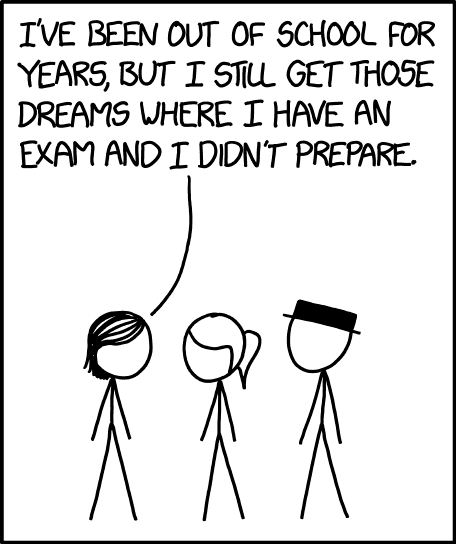 I'VE BEEN OUT OF SCHOOL FOR
YEARS, BUT I STILL GET THOSE
DREAMS WHERE I HAVE AN
EXAM AND I DIDN'T PREPARE.